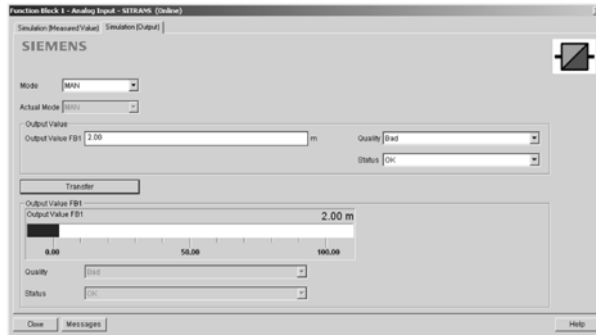 Function Block 1 - Analog Input - SITRANS (Online)
Simulation (Measured Value) Simulation (Output)
SIEMENS
Mode MAN
Actual Mode MAN
Output Value
Output Value FB1 2.00 m Quality Bad
Status OK
Transfer
Output Value FB1
Output Value FB1 2.00 m
0.00 50.00 100.00
Quality Bad
Status OK
Close Messages Help